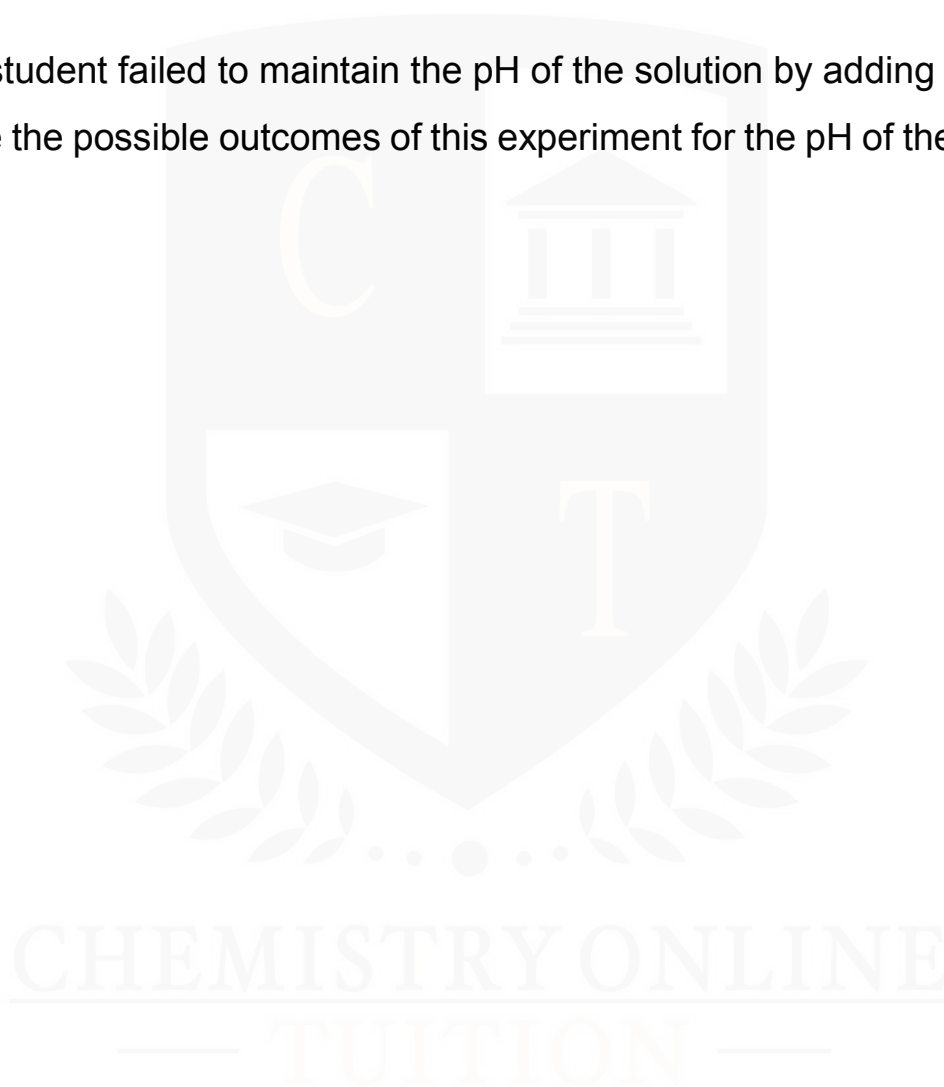 student failed to maintain the pH of the solution by adding
the possible outcomes of this experiment for the pH of the
C
T
CHEMISTRY ONLINE
TUITION